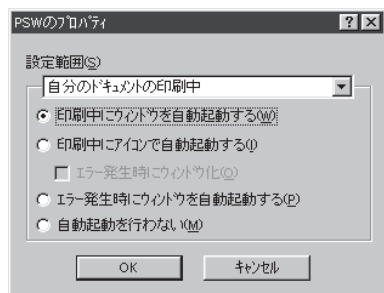 PSWのﾌﾟﾛﾊﾟﾃｨ
設定範囲(S)
自分のﾄﾞｷｭﾒﾝﾄの印刷中
印刷中にｳｨﾝﾄﾞｳを自動起動する(W)
印刷中にｱｲｺﾝで自動起動する(I)
ｴﾗｰ発生時にｳｨﾝﾄﾞｳ化(O)
ｴﾗｰ発生時にｳｨﾝﾄﾞｳを自動起動する(P)
自動起動を行わない(M)
OK
ｷｬﾝｾﾙ